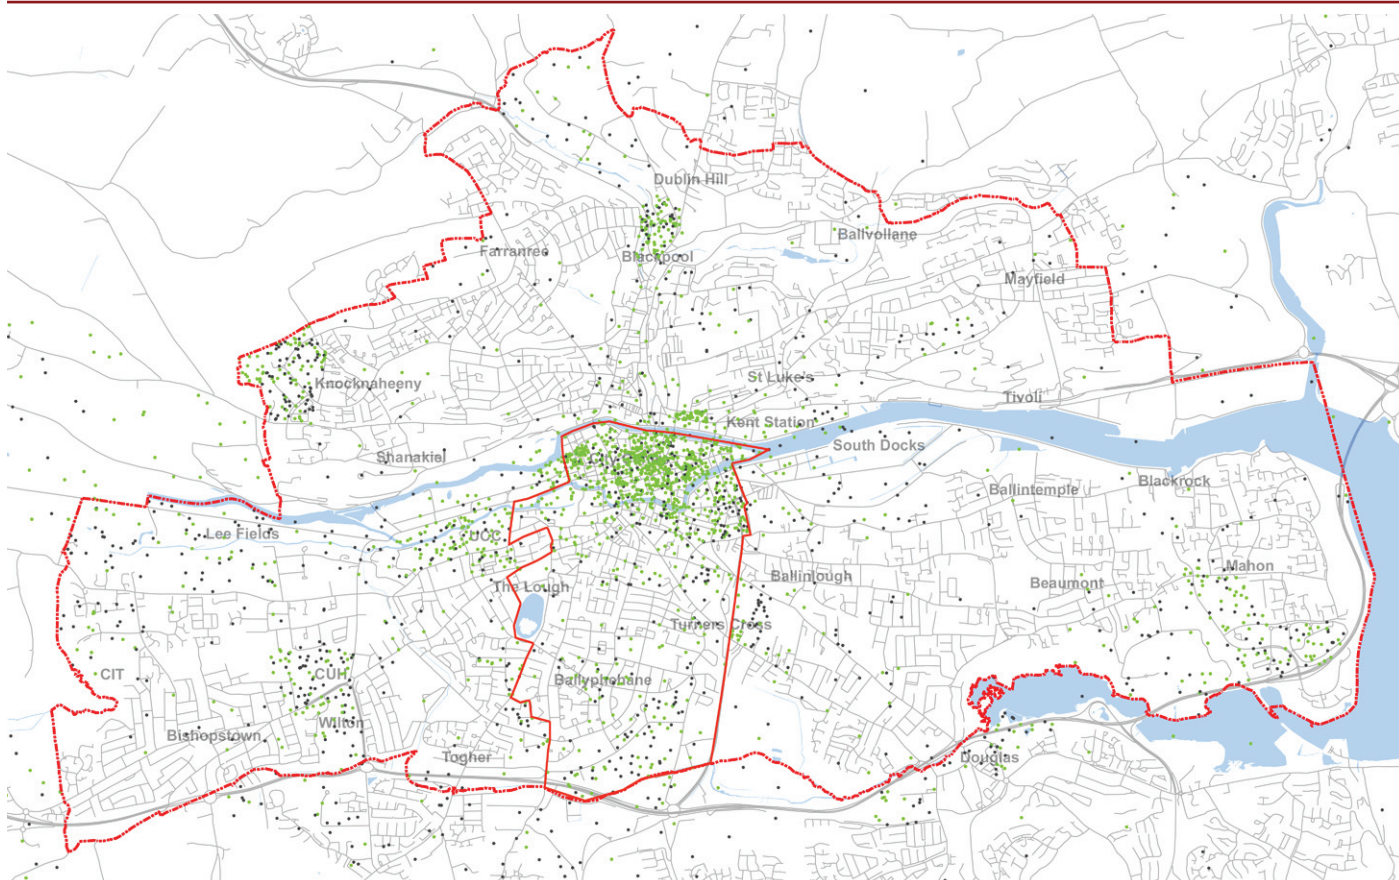 Dublin Hill
Ballvollane
Farranree
Blackpool
Mayfield
Knocknaheeny
St Luke's
Tivoli
Kent Station
South Docks
Shanakiel
City
Ballintemple
Blackrock
Lee Fields
UCC
Mahon
Ballinlough
Beaumont
The Lough
Turners Cross
CIT
CUH
Ballyphehane
Wilton
Bishopstown
Togher
Douglas